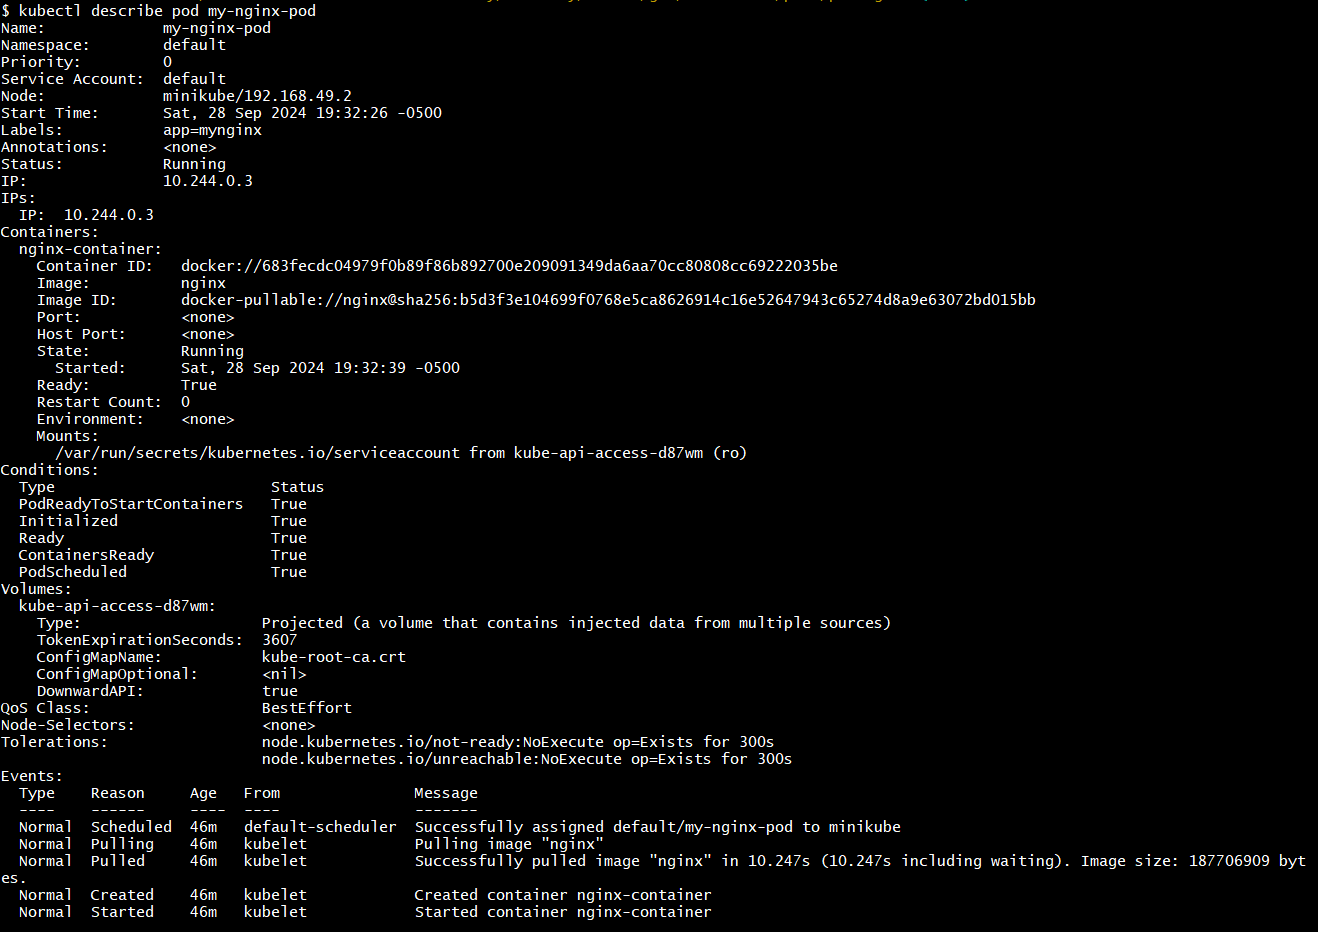 $ kubectl describe pod my-nginx-pod
Name:             my-nginx-pod
Namespace:        default
Priority:         0
Service Account:  default
Node:             minikube/192.168.49.2
Start Time:       Sat, 28 Sep 2024 19:32:26 -0500
Labels:           app=mynginx
Annotations:      <none>
Status:           Running
IP:               10.244.0.3
IPs:
  IP:  10.244.0.3
Containers:
  nginx-container:
    Container ID:   docker://683fecdc04979f0b89f86b892700e209091349da6aa70cc80808cc69222035be
    Image:          nginx
    Image ID:       docker-pullable://nginx@sha256:b5d3f3e104699f0768e5ca8626914c16e52647943c65274d8a9e63072bd015bb
    Port:           <none>
    Host Port:      <none>
    State:          Running
      Started:      Sat, 28 Sep 2024 19:32:39 -0500
    Ready:          True
    Restart Count:  0
    Environment:    <none>
    Mounts:
      /var/run/secrets/kubernetes.io/serviceaccount from kube-api-access-d87wm (ro)
Conditions:
  Type                        Status
  PodReadyToStartContainers   True
  Initialized                 True
  Ready                       True
  ContainersReady             True
  PodScheduled                True
Volumes:
  kube-api-access-d87wm:
    Type:                    Projected (a volume that contains injected data from multiple sources)
    TokenExpirationSeconds:  3607
    ConfigMapName:           kube-root-ca.crt
    ConfigMapOptional:       <nil>
    DownwardAPI:             true
QoS Class:                   BestEffort
Node-Selectors:              <none>
Tolerations:                 node.kubernetes.io/not-ready:NoExecute op=Exists for 300s
                             node.kubernetes.io/unreachable:NoExecute op=Exists for 300s
Events:
  Type    Reason     Age   From               Message
  ----    ------     ----  ----               -------
  Normal  Scheduled  46m   default-scheduler  Successfully assigned default/my-nginx-pod to minikube
  Normal  Pulling    46m   kubelet            Pulling image "nginx"
  Normal  Pulled     46m   kubelet            Successfully pulled image "nginx" in 10.247s (10.247s including waiting). Image size: 187706909 byt
es.
  Normal  Created    46m   kubelet            Created container nginx-container
  Normal  Started    46m   kubelet            Started container nginx-container